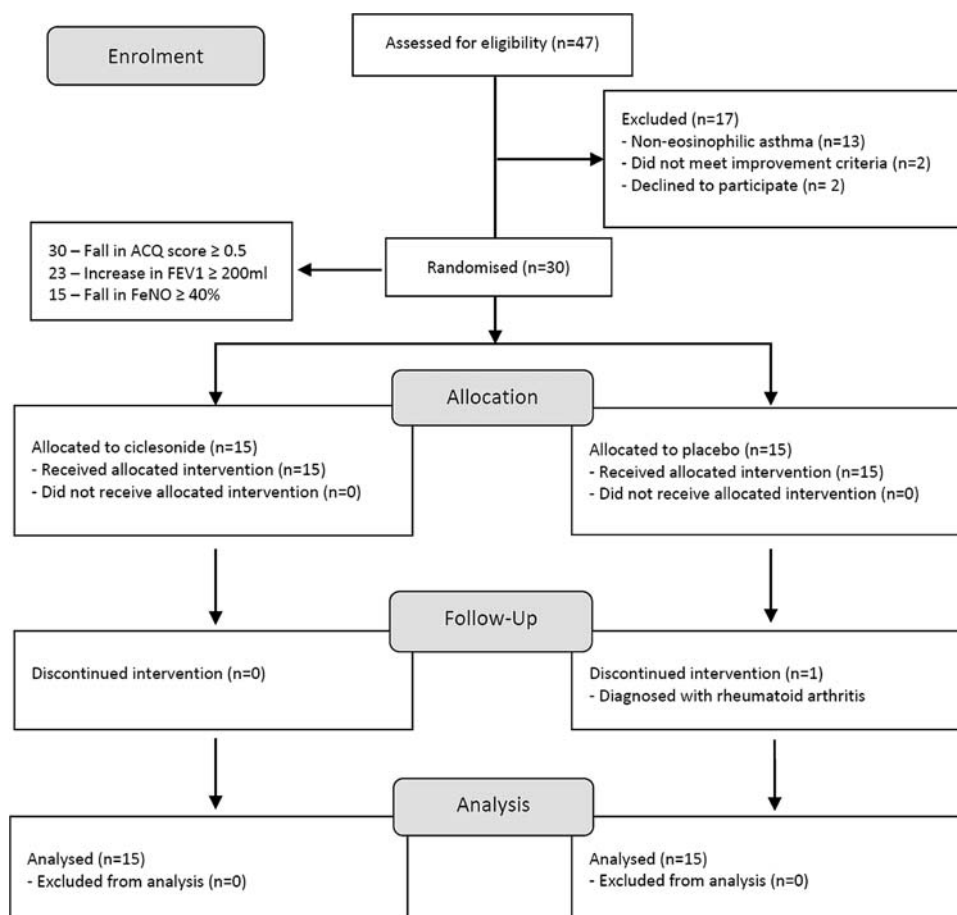 Enrolment
Assessed for eligibility (n=47)
Excluded (n=17)
- Non-eosinophilic asthma (n=13)
- Did not meet improvement criteria (n=2)
- Declined to participate (n= 2)
30 – Fall in ACQ score ≥ 0.5
23 – Increase in FEV1 ≥ 200ml
15 – Fall in FeNO ≥ 40%
Randomised (n=30)
Allocation
Allocated to ciclesonide (n=15)
- Received allocated intervention (n=15)
- Did not receive allocated intervention (n=0)
Allocated to placebo (n=15)
- Received allocated intervention (n=15)
- Did not receive allocated intervention (n=0)
Follow-Up
Discontinued intervention (n=0)
Discontinued intervention (n=1)
- Diagnosed with rheumatoid arthritis
Analysis
Analysed (n=15)
- Excluded from analysis (n=0)
Analysed (n=15)
- Excluded from analysis (n=0)